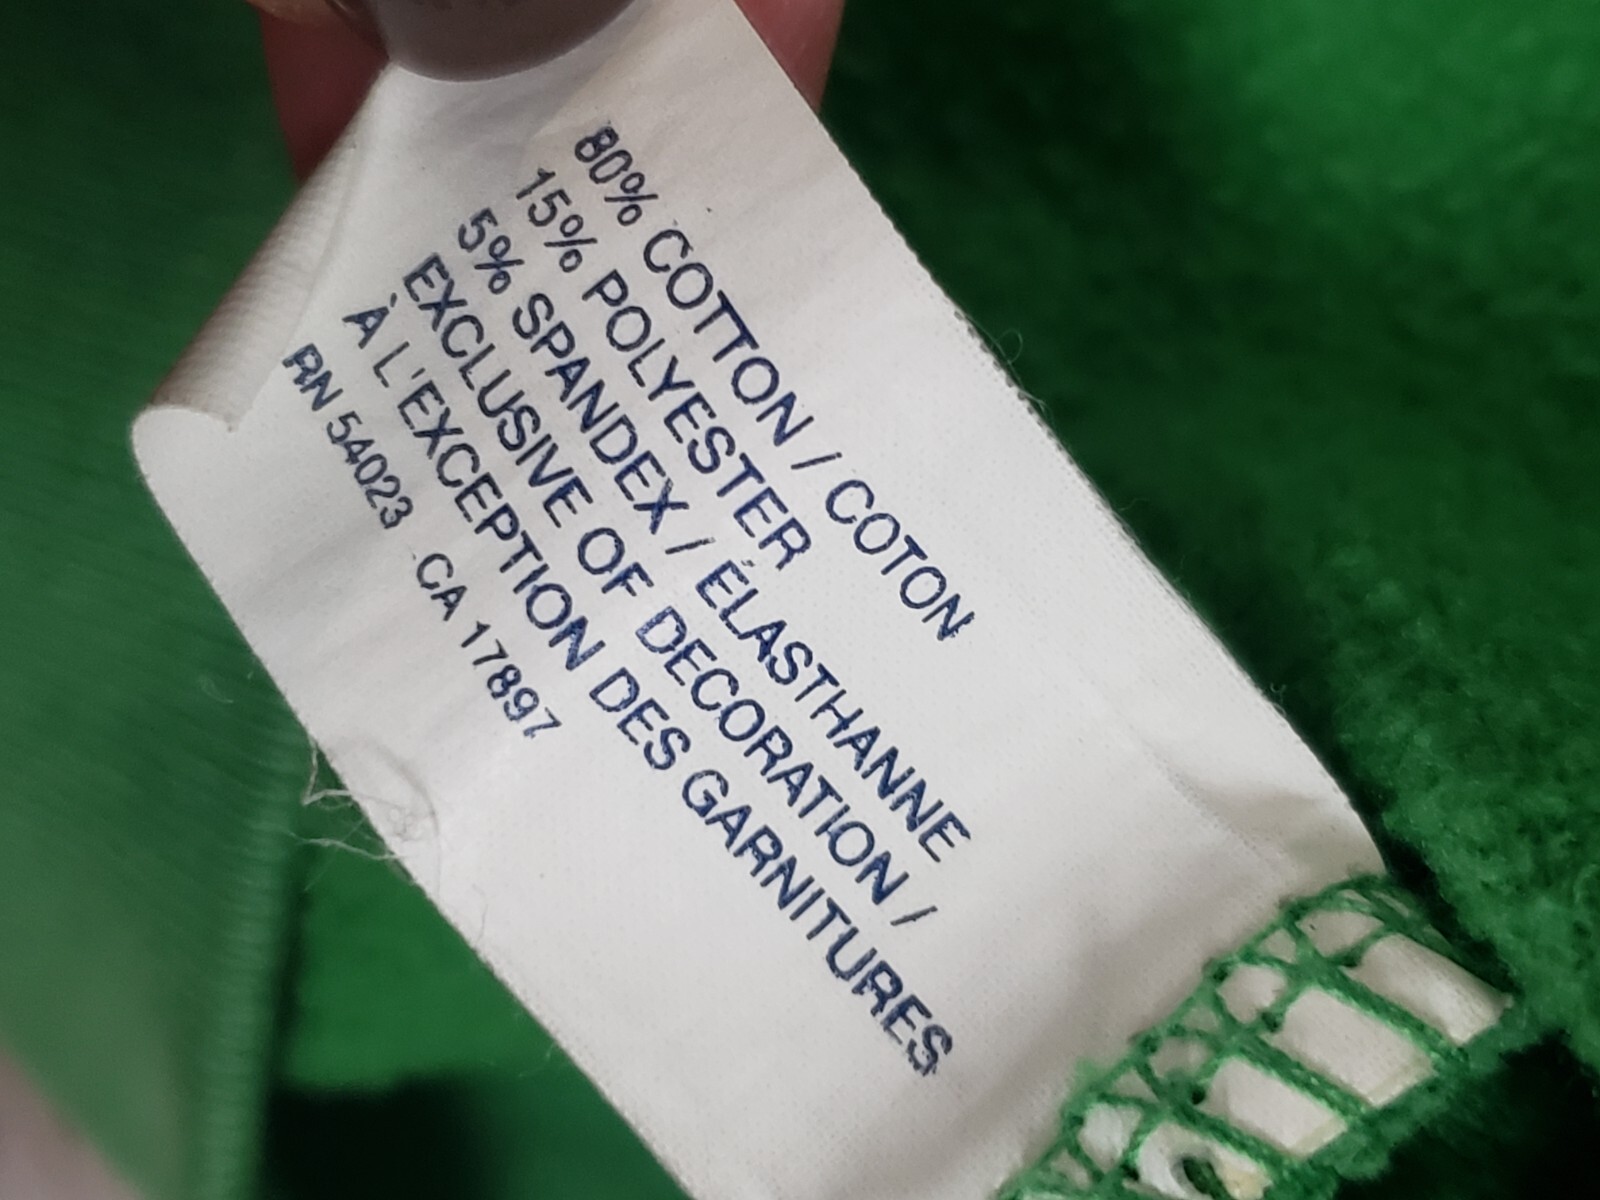 80% COTTON / COTON
15% POLYESTER
5% SPANDEX / ÉLASTHANNE
EXCLUSIVE OF DECORATION /
À L'EXCEPTION DES GARNITURES
RN 54023 CA 17897